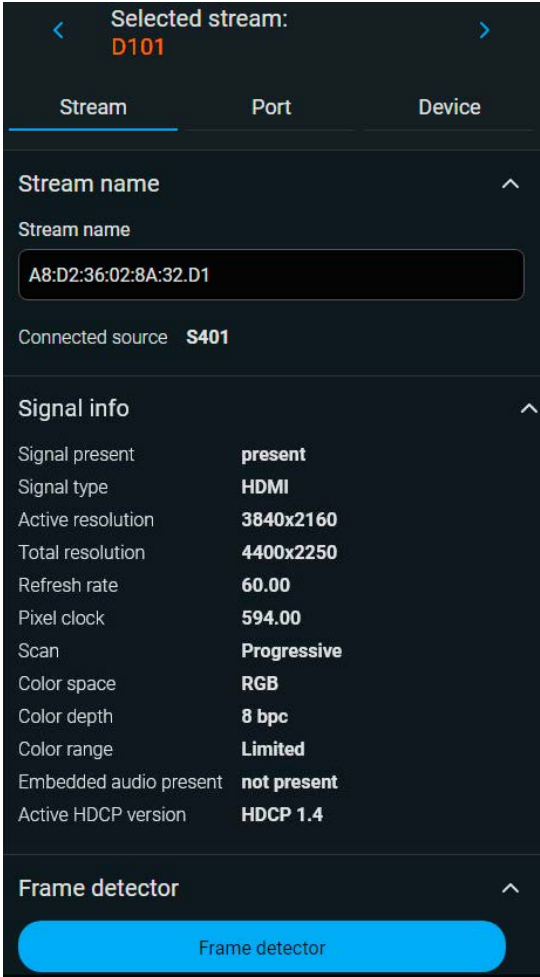 Selected stream:
D101
Stream Port Device
Stream name
Stream name
A8:D2:36:02:8A:32.D1
Connected source S401
Signal info
Signal present present
Signal type HDMI
Active resolution 3840x2160
Total resolution 4400x2250
Refresh rate 60.00
Pixel clock 594.00
Scan Progressive
Color space RGB
Color depth 8 bpc
Color range Limited
Embedded audio present not present
Active HDCP version HDCP 1.4
Frame detector
Frame detector